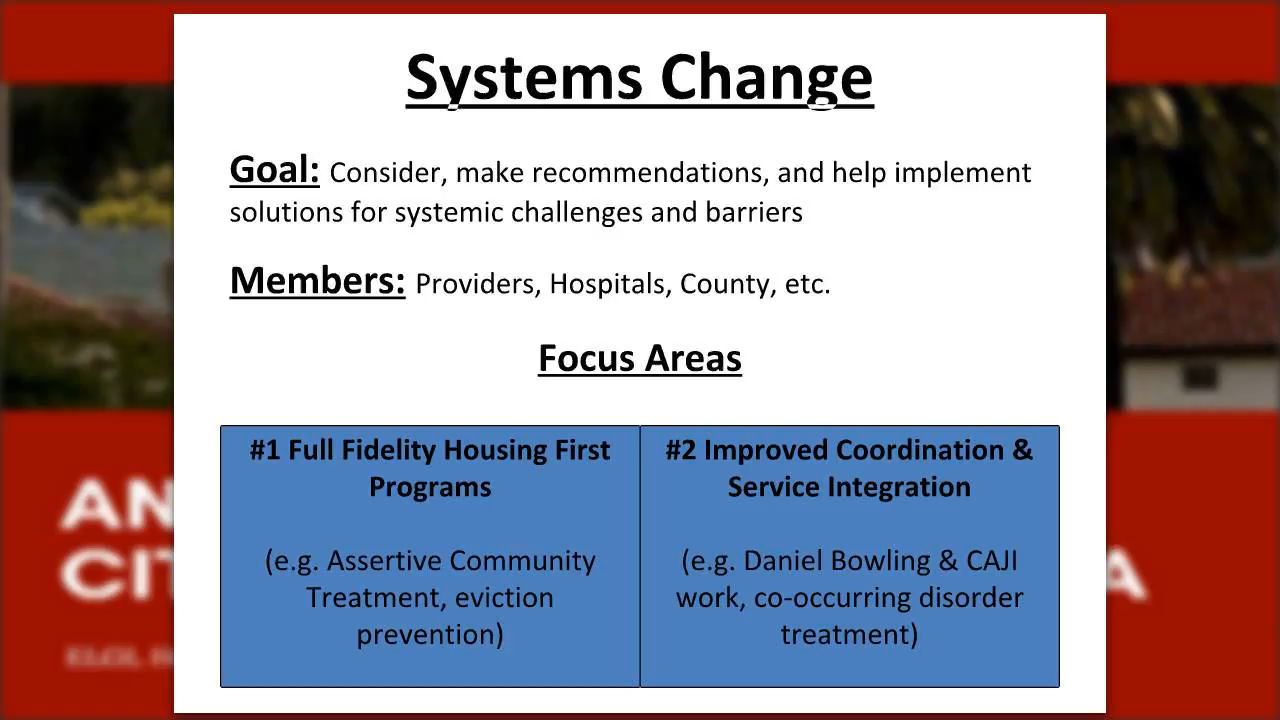 Systems Change
Goal: Consider, make recommendations, and help implement
solutions for systemic challenges and barriers
Members: Providers, Hospitals, County, etc.
Focus Areas
#1 Full Fidelity Housing First
Programs
(e.g. Assertive Community
Treatment, eviction
prevention)
#2 Improved Coordination &
Service Integration
(e.g. Daniel Bowling & CAJI
work, co-occurring disorder
treatment)
AN
CIT
A